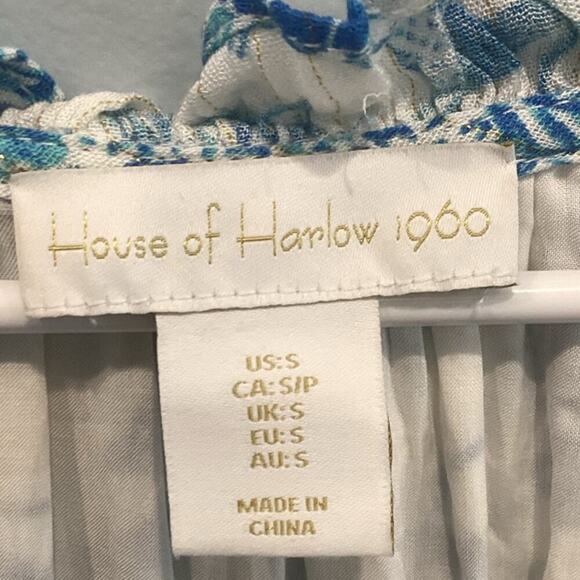 House of Harlow 1960
US: S
CA: S/P
UK: S
EU: S
AU: S
MADE IN
CHINA